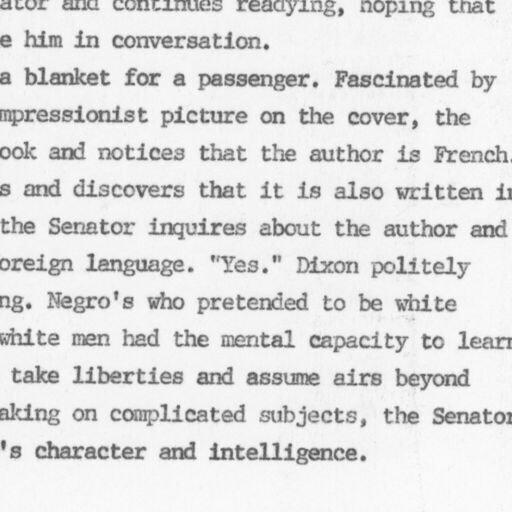 ator and continues readying, hoping that
e him in conversation.
a blanket for a passenger. Fascinated by
mpressionist picture on the cover, the
ook and notices that the author is French.
s and discovers that it is also written in
the Senator inquires about the author and
oreign language. "Yes." Dixon politely
ng. Negro's who pretended to be white
white men had the mental capacity to learn
take liberties and assume airs beyond
aking on complicated subjects, the Senator
's character and intelligence.